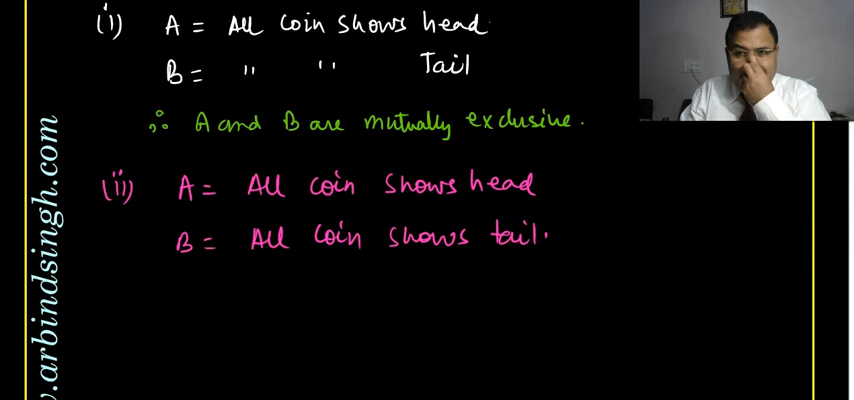 (i) A = All coin shows head.
B = " " Tail
∴ A and B are mutually exclusive.
(ii) A = All coin shows head
B = All coin shows tail.
w.arbindsingh.com